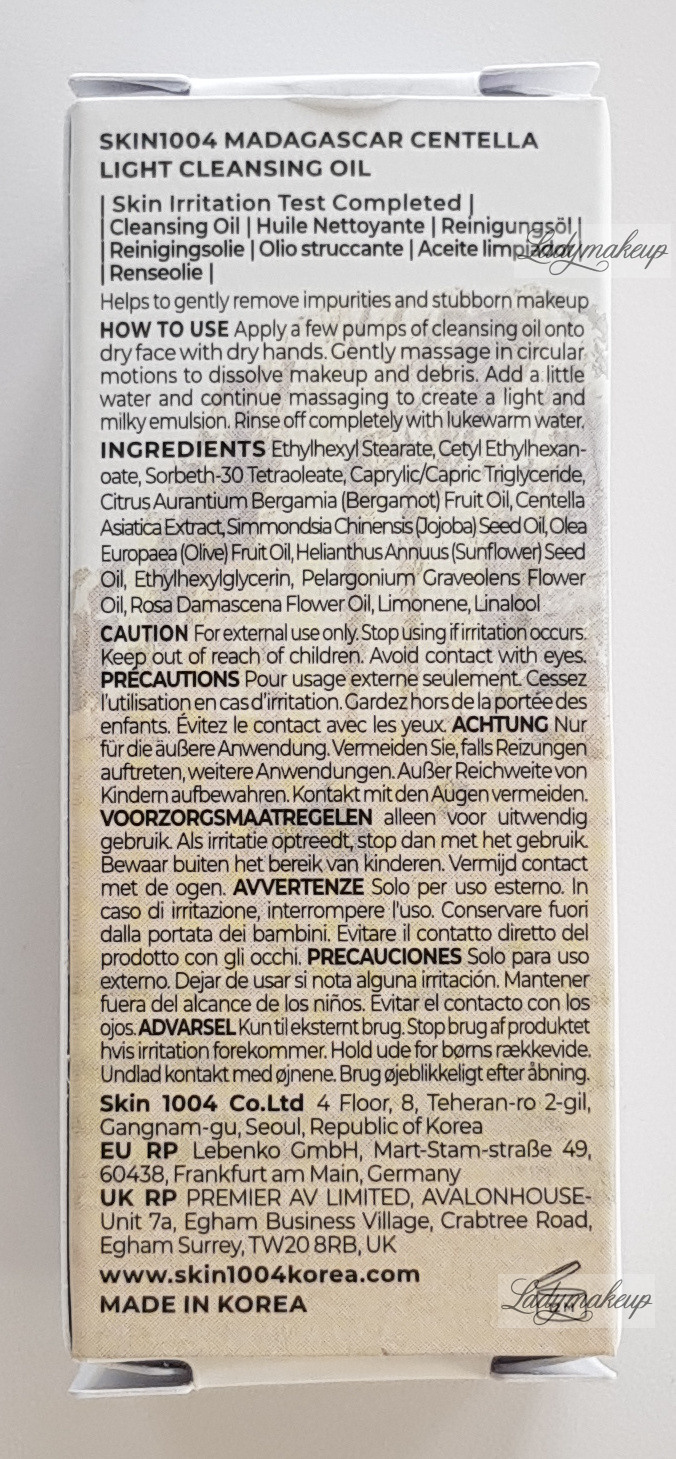 SKIN1004 MADAGASCAR CENTELLA
LIGHT CLEANSING OIL
| Skin Irritation Test Completed |
| Cleansing Oil | Huile Nettoyante | Reinigungsöl |
| Reinigingsolie | Olio struccante | Aceite
Ladymakeup
| Renseolie |
Helps to gently remove impurities and stubborn makeup
HOW TO USE Apply a few pumps of cleansing oil onto
dry face with dry hands. Gently massage in circular
motions to dissolve makeup and debris. Add a little
water and continue massaging to create a light and
milky emulsion. Rinse off completely with lukewarm water.
INGREDIENTS Ethylhexyl Stearate, Cetyl Ethylhexan-
oate, Sorbeth-30 Tetraoleate, Caprylic/Capric Triglyceride,
Citrus Aurantium Bergamia (Bergamot) Fruit Oil, Centella
Asiatica Extract, Simmondsia Chinensis (Jojoba) Seed Oil, Olea
Europaea (Olive) Fruit Oil, Helianthus Annuus (Sunflower) Seed
Oil, Ethylhexylglycerin, Pelargonium Graveolens Flower
Oil, Rosa Damascena Flower Oil, Limonene, Linalool
CAUTION For external use only. Stop using if irritation occurs.
Keep out of reach of children. Avoid contact with eyes.
PRÉCAUTIONS Pour usage externe seulement. Cessez
l'utilisation en cas d'irritation. Gardez hors de la portée des
enfants. Évitez le contact avec les yeux. ACHTUNG Nur
für die äußere Anwendung. Vermeiden Sie, falls Reizungen
auftreten, weitere Anwendungen. Außer Reichweite von
Kindern aufbewahren. Kontakt mit den Augen vermeiden.
VOORZORGSMAATREGELEN alleen voor uitwendig
gebruik. Als irritatie optreedt, stop dan met het gebruik.
Bewaar buiten het bereik van kinderen. Vermijd contact
met de ogen. AVVERTENZE Solo per uso esterno. In
caso di irritazione, interrompere l'uso. Conservare fuori
dalla portata dei bambini. Evitare il contatto diretto del
prodotto con gli occhi. PRECAUCIONES Solo para uso
externo. Dejar de usar si nota alguna irritación. Mantener
fuera del alcance de los niños. Evitar el contacto con los
ojos. ADVARSEL Kun til eksternt brug. Stop brug af produktet
hvis irritation forekommer. Hold ude for børns rækkevide.
Undlad kontakt med øjnene. Brug øjeblikkeligt efter åbning.
Skin 1004 Co.Ltd 4 Floor, 8, Teheran-ro 2-gil,
Gangnam-gu, Seoul, Republic of Korea
EU RP Lebenko GmbH, Mart-Stam-straße 49,
60438, Frankfurt am Main, Germany
UK RP PREMIER AV LIMITED, AVALONHOUSE-
Unit 7a, Egham Business Village, Crabtree Road,
Egham Surrey, TW20 8RB, UK
www.skin1004korea.com
MADE IN KOREA
Ladymakeup